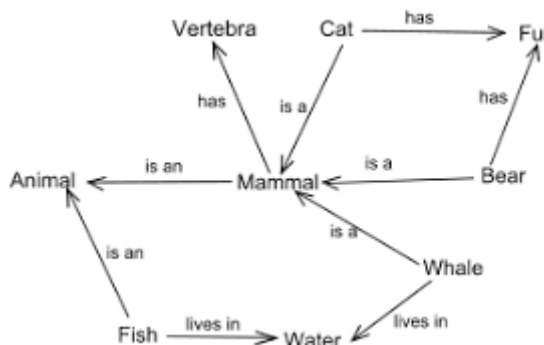 Vertebra
Cat
has
Fu
has
is a
has
Animal
is an
Mammal
is a
Bear
is an
is a
Whale
Fish
lives in
Water
lives in